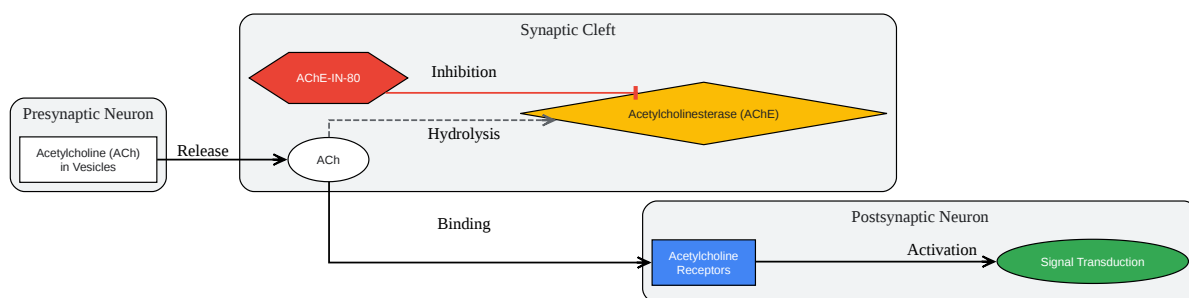 Synaptic Cleft
AChE-IN-80
Inhibition
Acetylcholinesterase (AChE)
Presynaptic Neuron
Hydrolysis
Acetylcholine (ACh)
in Vesicles
Release
ACh
Binding
Postsynaptic Neuron
Acetylcholine
Receptors
Activation
Signal Transduction